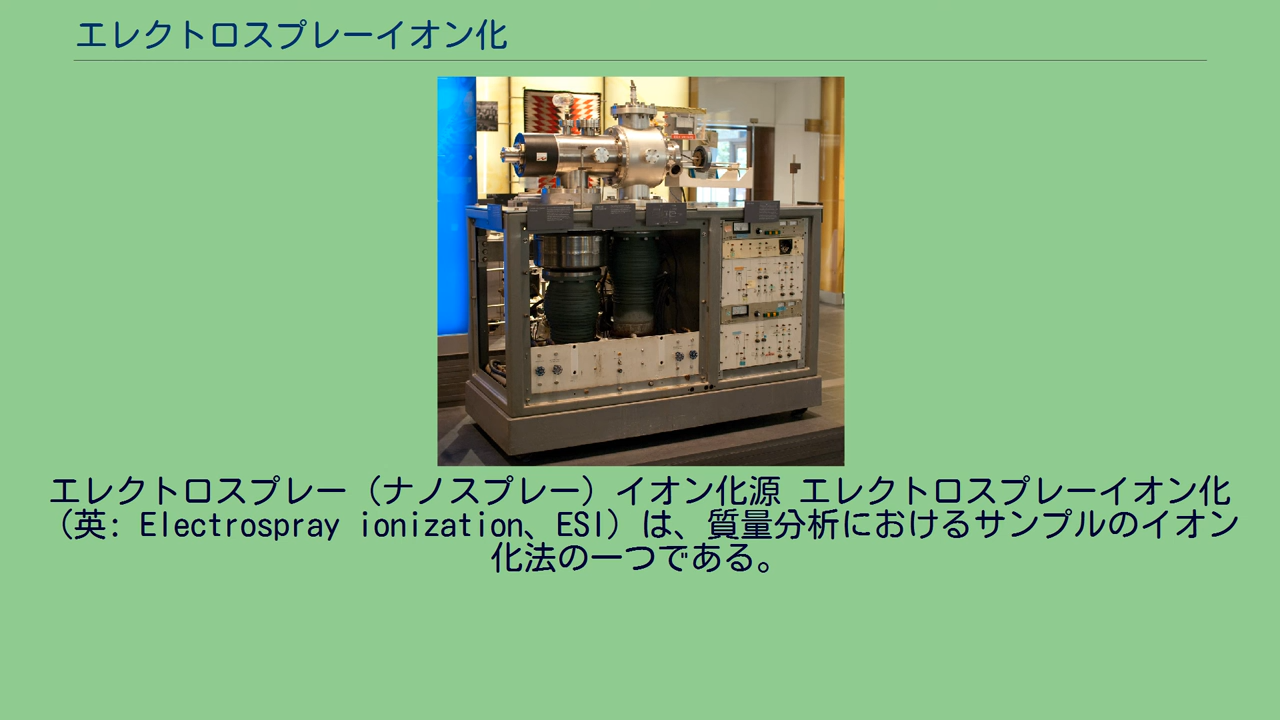 エレクトロスプレーイオン化
エレクトロスプレー（ナノスプレー）イオン化源 エレクトロスプレーイオン化
（英: Electrospray ionization、ESI）は、質量分析におけるサンプルのイオン
化法の一つである。